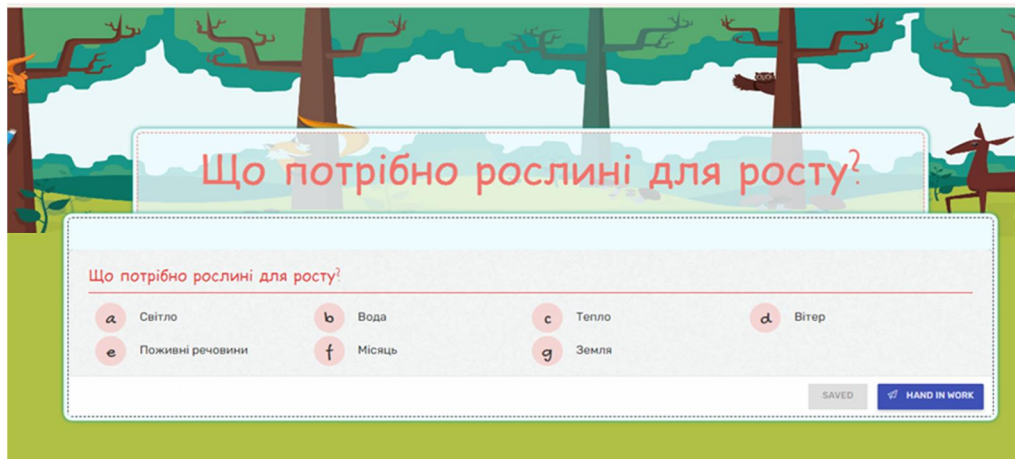 Що потрібно рослині для росту?
Що потрібно рослині для росту?
a Світло b Вода c Тепло d Вітер
e Поживні речовини f Місяць g Земля
SAVED HAND IN WORK